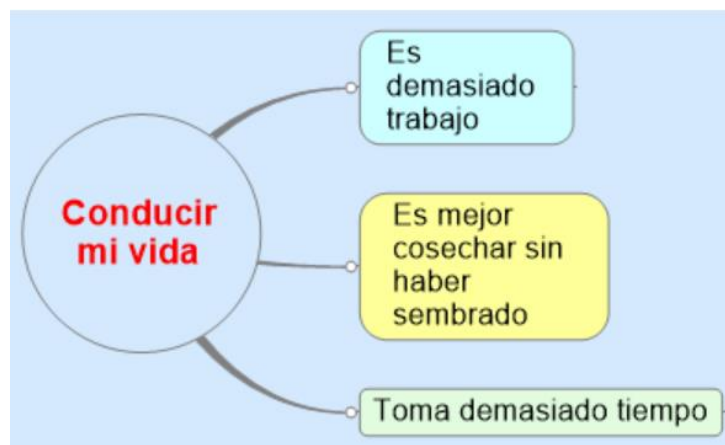 Conducir
mi vida
Es
demasiado
trabajo
Es mejor
cosechar sin
haber
sembrado
Toma demasiado tiempo